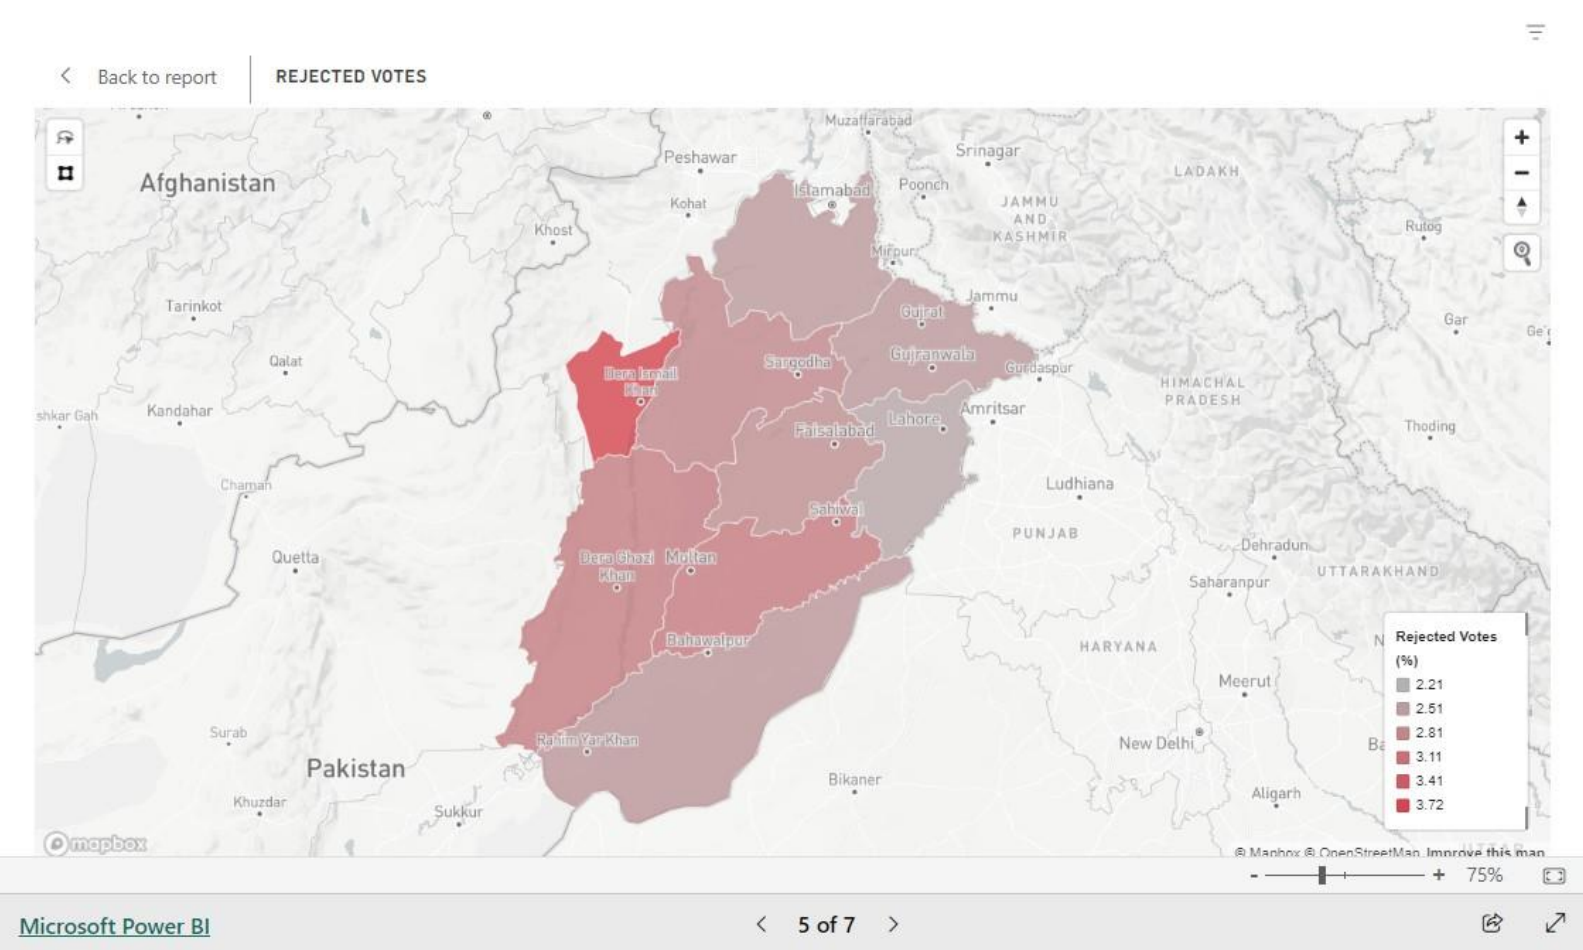 Back to report
REJECTED VOTES
Muzaffarabad
Peshawar
Srinagar
LADAKH
Afghanistan
Islamabad
Poonch
Kohat
JAMMU
AND
KASHMIR
Rutog
Khost
Mirpur
Jammu
Tarinkot
Gujrat
Gar
Qalat
Sargodha
Gujranwala
Gurdaspur
Dera Ismail
Khan
HIMACHAL
PRADESH
shkar Gah
Kandahar
Lahore
Amritsar
Faisalabad
Thoding
Chaman
Ludhiana
Sahiwal
PUNJAB
Quetta
Dera Ghazi
Khan
Multan
Dehradun
UTTARAKHAND
Saharanpur
Bahawalpur
HARYANA
Meerut
Surab
Rahim Yar Khan
New Delhi
Pakistan
Bikaner
Khuzdar
Sukkur
Aligarh
Rejected Votes
(%)
2.21
2.51
2.81
3.11
3.41
3.72
mapbox
© Mapbox © OpenStreetMap Improve this map
- + 75%
Microsoft Power BI
5 of 7